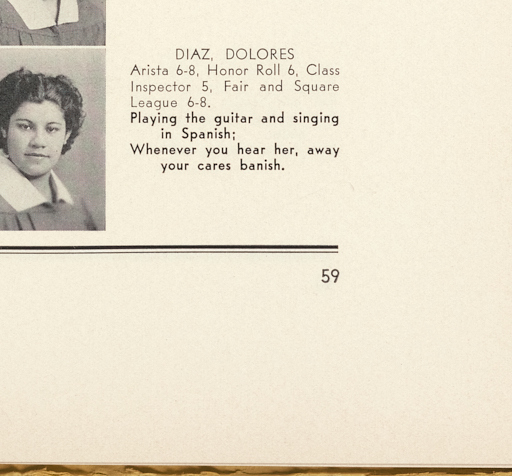 DIAZ, DOLORES
Arista 6-8, Honor Roll 6, Class
Inspector 5, Fair and Square
League 6-8.
Playing the guitar and singing
in Spanish;
Whenever you hear her, away
your cares banish.
59